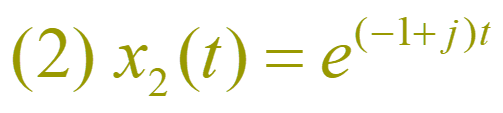 (2) x₂(t) = e^{(-1+j)t}